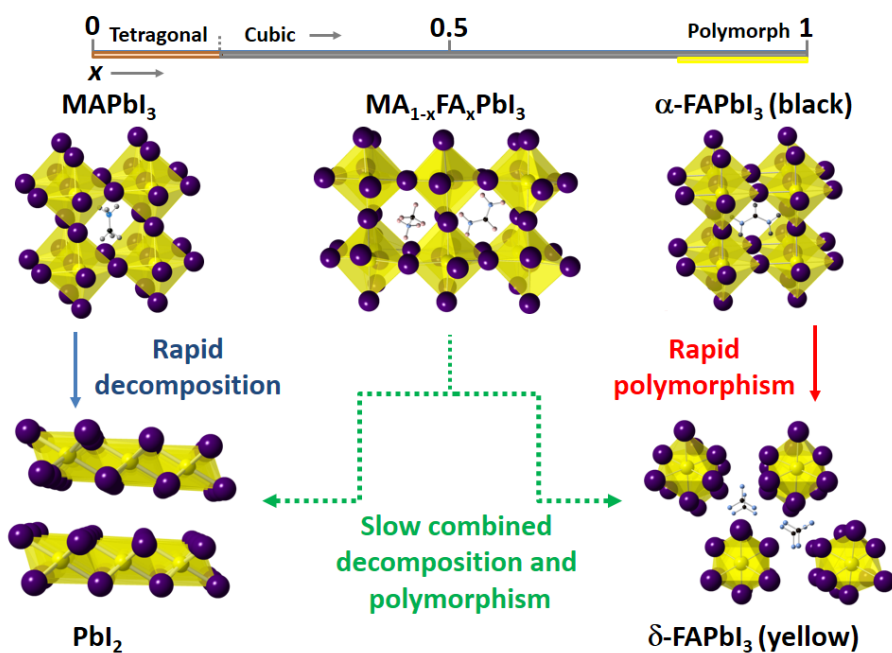 0 0.5 1
Tetragonal Cubic Polymorph
x
MAPbI₃ MA₁₋ₓFAₓPbI₃ α-FAPbI₃ (black)
Rapid
decomposition
Rapid
polymorphism
Slow combined
decomposition and
polymorphism
PbI₂
δ-FAPbI₃ (yellow)